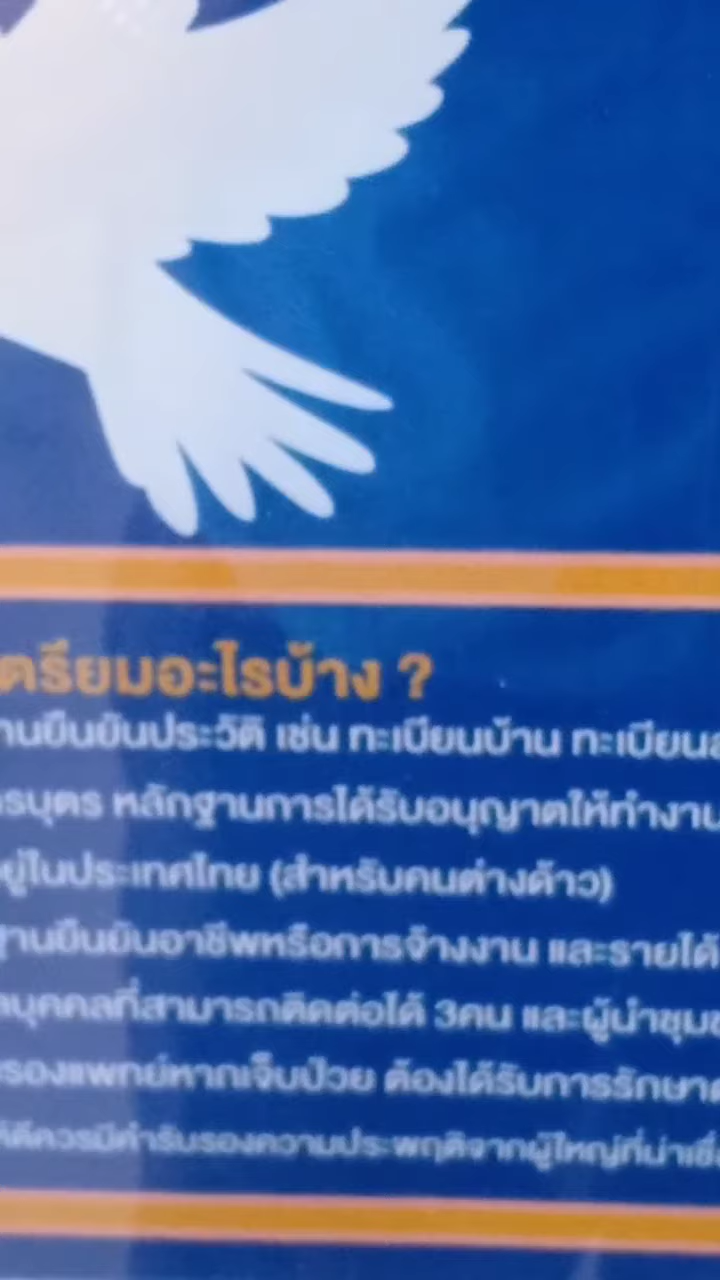 ตรียมอะไรบ้าง ?
านยืนยันประวัติ เช่น ทะเบียนบ้าน ทะเบียนส
รบุตร หลักฐานการได้รับอนุญาตให้ทำงาน
ยู่ในประเทศไทย (สำหรับคนต่างด้าว)
ฐานยืนยันอาชีพหรือการจ้างงาน และรายได้
บุคคลที่สามารถติดต่อได้ 3คน และผู้นำชุมช
รองแพทย์หากเจ็บป่วย ต้องได้รับการรักษา
ควรมีคำรับรองความประพฤติจากผู้ใหญ่ที่น่าเชื่